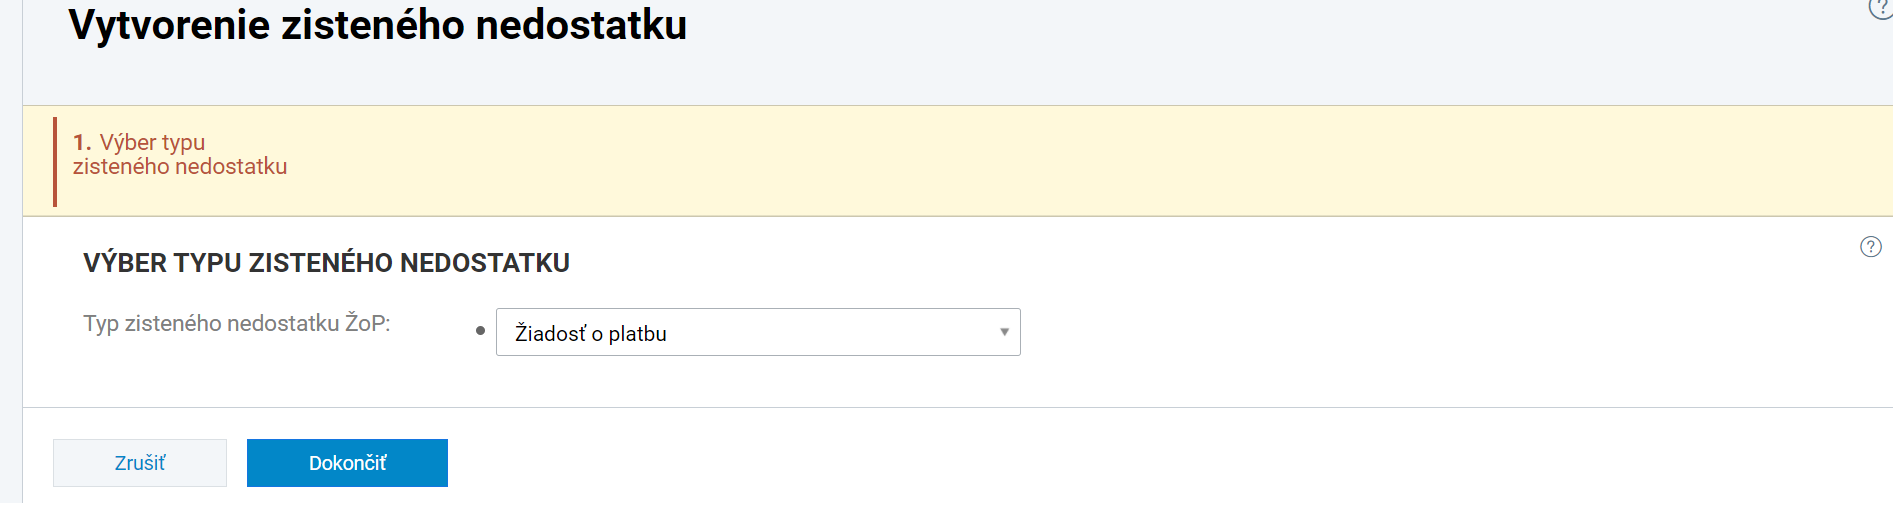 Vytvorenie zisteného nedostatku
?
1. Výber typu
zisteného nedostatku
VÝBER TYPU ZISTENÉHO NEDOSTATKU
?
Typ zisteného nedostatku ŽoP:
Žiadosť o platbu
Zrušiť
Dokončiť